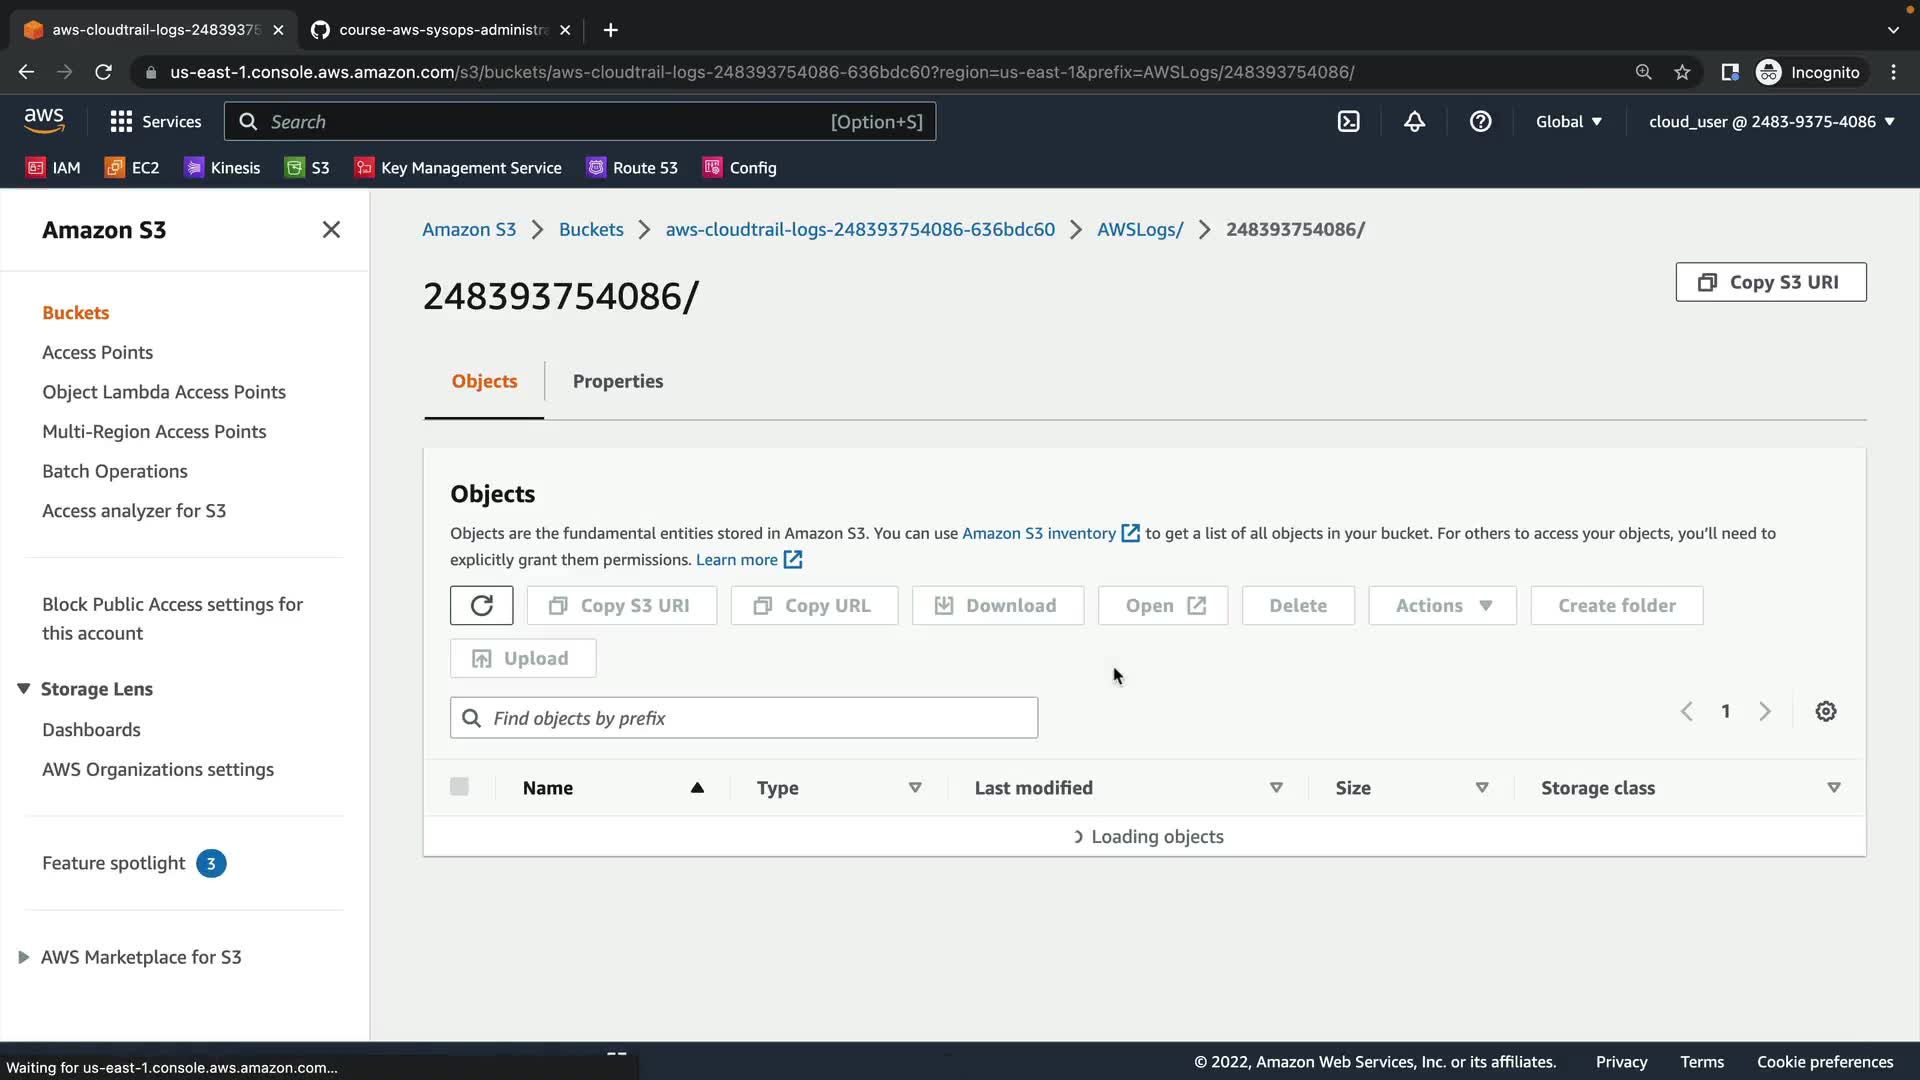 aws-cloudtrail-logs-24839375
course-aws-sysops-administra
us-east-1.console.aws.amazon.com/s3/buckets/aws-cloudtrail-logs-248393754086-636bdc60?region=us-east-1&prefix=AWSLogs/248393754086/
Incognito
aws
Services
Search
[Option+S]
Global
cloud_user @ 2483-9375-4086
IAM
EC2
Kinesis
S3
Key Management Service
Route 53
Config
Amazon S3
Buckets
Access Points
Object Lambda Access Points
Multi-Region Access Points
Batch Operations
Access analyzer for S3
Block Public Access settings for
this account
Storage Lens
Dashboards
AWS Organizations settings
Feature spotlight 3
AWS Marketplace for S3
Amazon S3 > Buckets > aws-cloudtrail-logs-248393754086-636bdc60 > AWSLogs/ > 248393754086/
248393754086/
Copy S3 URI
Objects
Properties
Objects
Objects are the fundamental entities stored in Amazon S3. You can use Amazon S3 inventory to get a list of all objects in your bucket. For others to access your objects, you'll need to
explicitly grant them permissions. Learn more
Copy S3 URI
Copy URL
Download
Open
Delete
Actions
Create folder
Upload
Find objects by prefix
1
Name
Type
Last modified
Size
Storage class
Loading objects
Waiting for us-east-1.console.aws.amazon.com...
© 2022, Amazon Web Services, Inc. or its affiliates.
Privacy
Terms
Cookie preferences